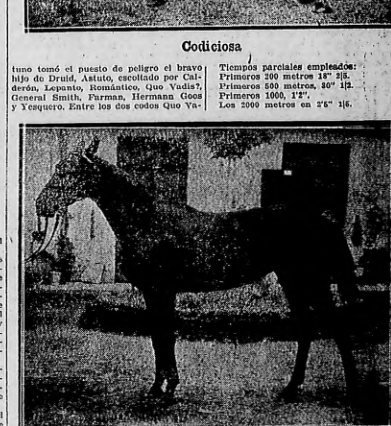 Codiciosa
tuno tomó el puesto de peligro el bravo
hijo de Druid, Astuto, escoltado por Cal-
derón, Lepanto, Romántico, Quo Vadis?,
General Smith, Farman, Hermann Goos
y Yesquero. Entre los dos codos Quo Va-
Tiempos parciales empleados:
Primeros 200 metros 18" 2|5.
Primeros 500 metros, 30" 1|2.
Primeros 1000, 1'2".
Los 2000 metros en 2'6" 1|5.